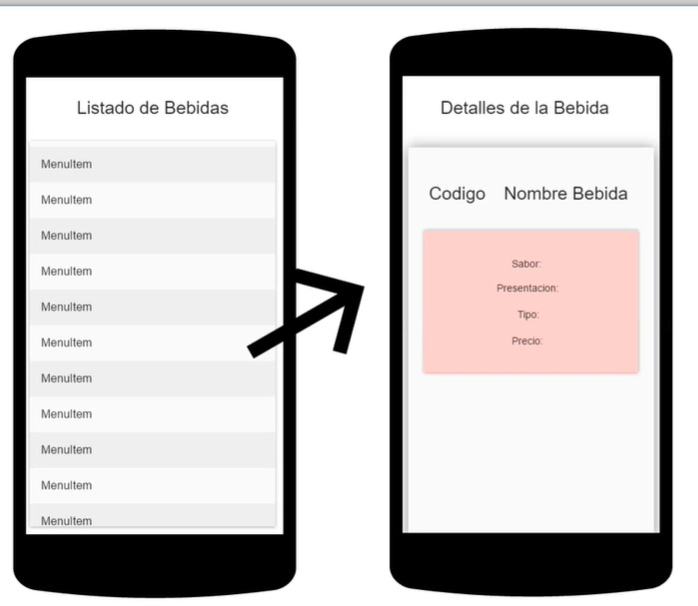 Listado de Bebidas
MenuItem
MenuItem
MenuItem
MenuItem
MenuItem
MenuItem
MenuItem
MenuItem
MenuItem
MenuItem
MenuItem
Detalles de la Bebida
Codigo Nombre Bebida
Sabor:
Presentacion:
Tipo:
Precio: